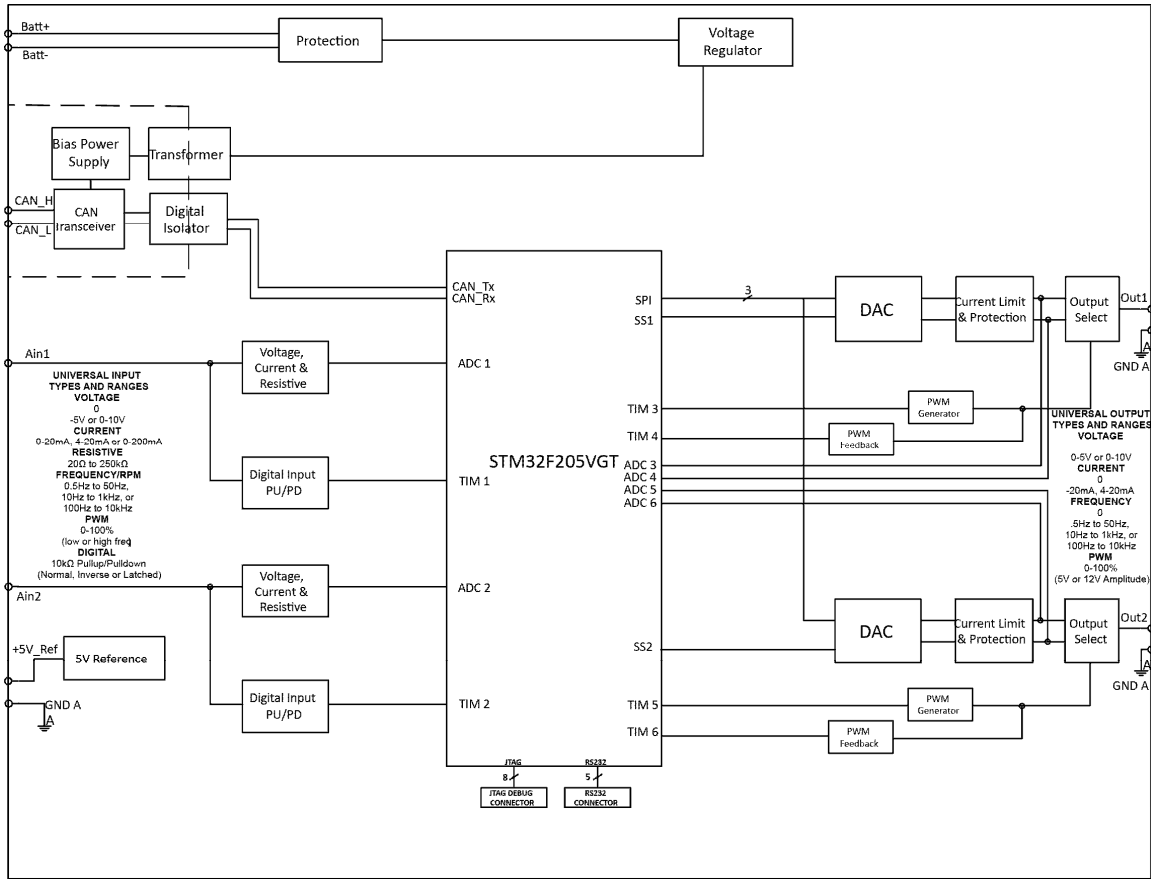 Batt+
Batt-
Protection
Voltage
Regulator
Bias Power
Supply
Transformer
CAN_H
CAN_L
CAN
Transceiver
Digital
Isolator
CAN_Tx
CAN_Rx
SPI
3
SS1
DAC
Current Limit
& Protection
Output
Select
Out1
A
GND A
Ain1
Voltage,
Current &
Resistive
ADC 1
UNIVERSAL INPUT
TYPES AND RANGES
VOLTAGE
0
-5V or 0-10V
CURRENT
0-20mA, 4-20mA or 0-200mA
RESISTIVE
20Ω to 250kΩ
FREQUENCY/RPM
0.5Hz to 50Hz,
10Hz to 1kHz, or
100Hz to 10kHz
PWM
0-100%
(low or high freq
DIGITAL
10kΩ Pullup/Pulldown
(Normal, Inverse or Latched)
Digital Input
PU/PD
TIM 1
STM32F205VGT
TIM 3
PWM
Generator
TIM 4
PWM
Feedback
ADC 3
ADC 4
ADC 5
ADC 6
UNIVERSAL OUTPUT
TYPES AND RANGES
VOLTAGE
0-5V or 0-10V
CURRENT
0
-20mA, 4-20mA
FREQUENCY
0
.5Hz to 50Hz,
10Hz to 1kHz, or
100Hz to 10kHz
PWM
0-100%
(5V or 12V Amplitude)
Ain2
Voltage,
Current &
Resistive
ADC 2
+5V_Ref
5V Reference
GND A
A
Digital Input
PU/PD
TIM 2
SS2
DAC
Current Limit
& Protection
Output
Select
Out2
A
GND A
TIM 5
PWM
Generator
TIM 6
PWM
Feedback
JTAG
8
JTAG DEBUG
CONNECTOR
RS232
5
RS232
CONNECTOR